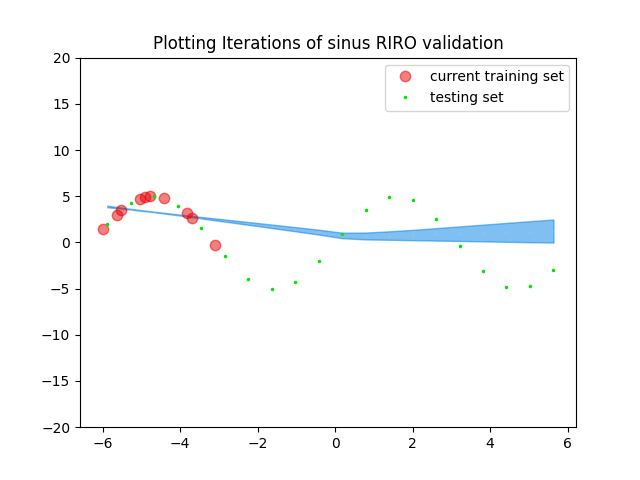 Plotting Iterations of sinus RIRO validation
current training set
testing set
20
15
10
5
0
−5
−10
−15
−20
−6 −4 −2 0 2 4 6